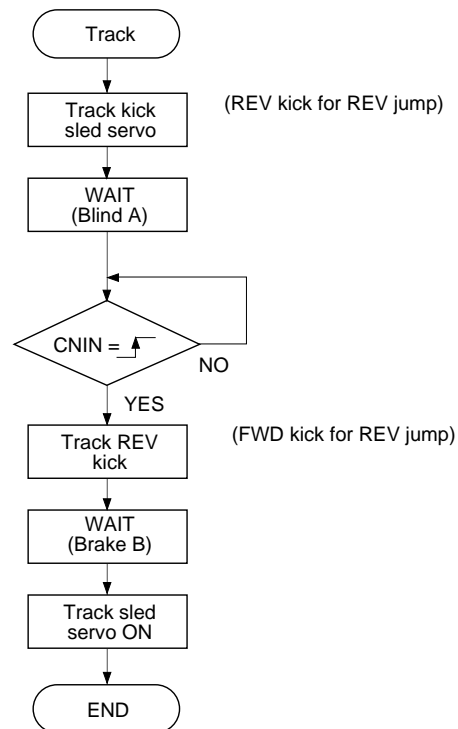 Track
Track kick
sled servo
(REV kick for REV jump)
WAIT
(Blind A)
CNIN =
NO
YES
Track REV
kick
(FWD kick for REV jump)
WAIT
(Brake B)
Track sled
servo ON
END